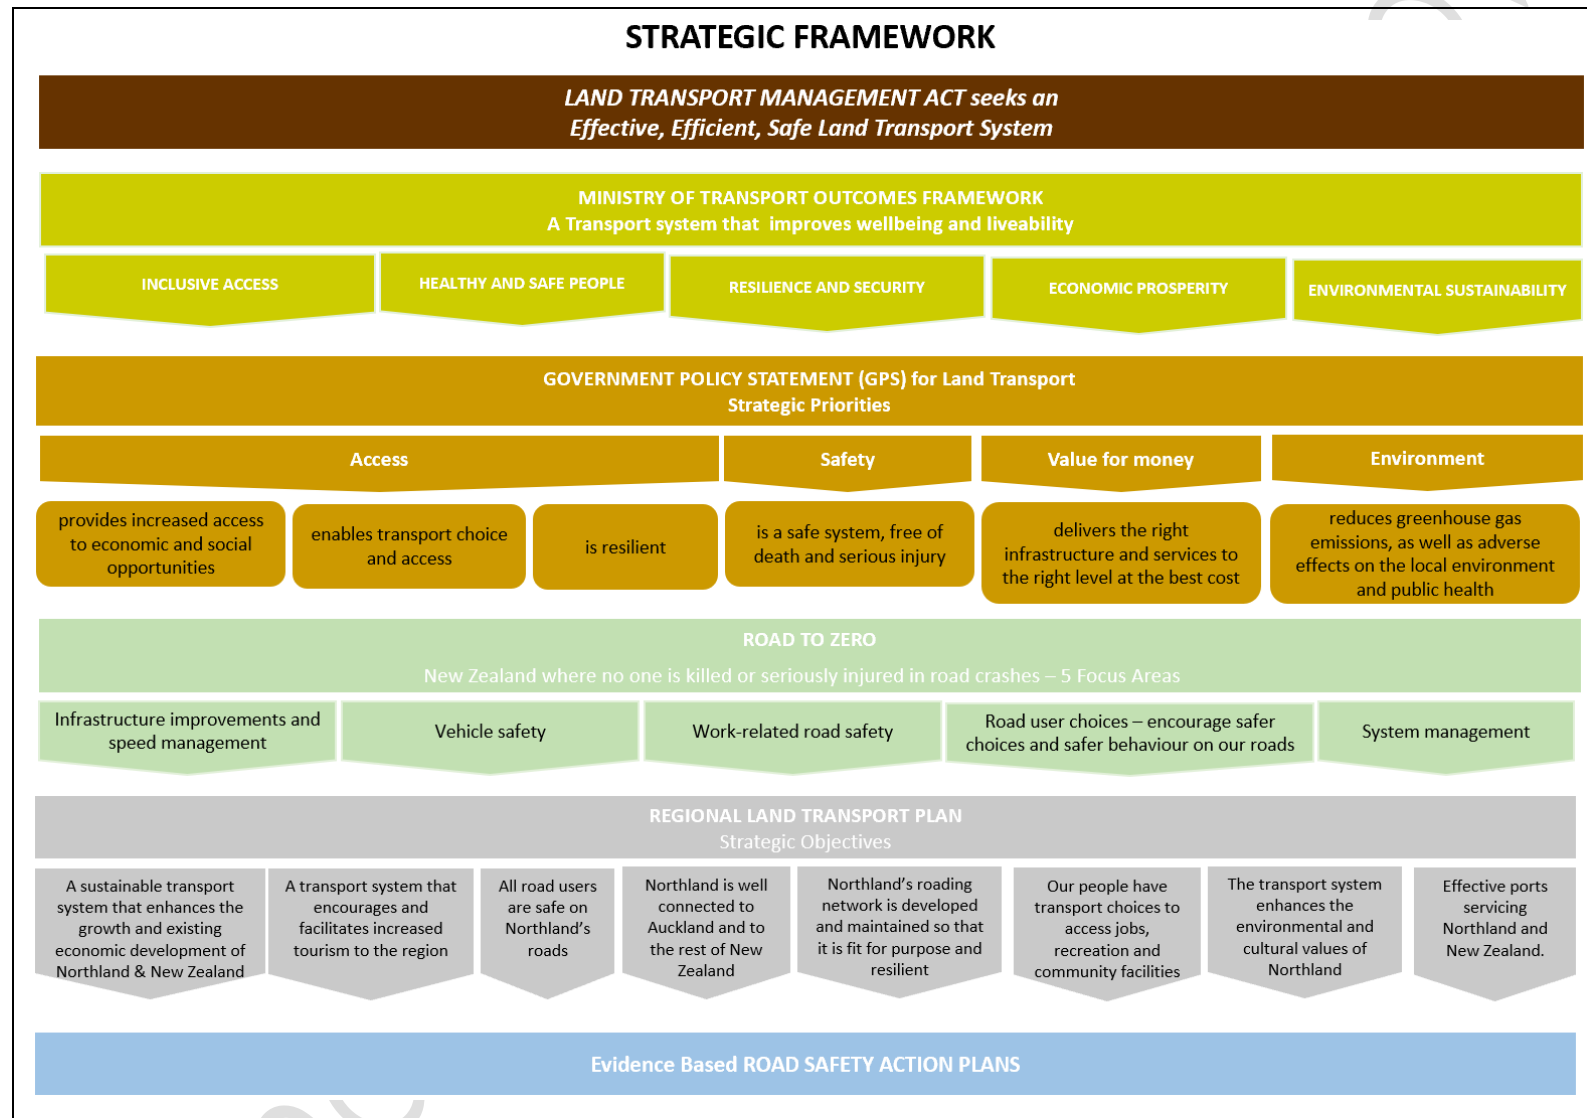 STRATEGIC FRAMEWORK
LAND TRANSPORT MANAGEMENT ACT seeks an
Effective, Efficient, Safe Land Transport System
MINISTRY OF TRANSPORT OUTCOMES FRAMEWORK
A Transport system that improves wellbeing and liveability
INCLUSIVE ACCESS
HEALTHY AND SAFE PEOPLE
RESILIENCE AND SECURITY
ECONOMIC PROSPERITY
ENVIRONMENTAL SUSTAINABILITY
GOVERNMENT POLICY STATEMENT (GPS) for Land Transport
Strategic Priorities
Access
Safety
Value for money
Environment
provides increased access
to economic and social
opportunities
enables transport choice
and access
is resilient
is a safe system, free of
death and serious injury
delivers the right
infrastructure and services to
the right level at the best cost
reduces greenhouse gas
emissions, as well as adverse
effects on the local environment
and public health
ROAD TO ZERO
New Zealand where no one is killed or seriously injured in road crashes – 5 Focus Areas
Infrastructure improvements and
speed management
Vehicle safety
Work-related road safety
Road user choices – encourage safer
choices and safer behaviour on our roads
System management
REGIONAL LAND TRANSPORT PLAN
Strategic Objectives
A sustainable transport
system that enhances the
growth and existing
economic development of
Northland & New Zealand
A transport system that
encourages and
facilitates increased
tourism to the region
All road users
are safe on
Northland's
roads
Northland is well
connected to
Auckland and to
the rest of New
Zealand
Northland's roading
network is developed
and maintained so that
it is fit for purpose and
resilient
Our people have
transport choices to
access jobs,
recreation and
community facilities
The transport system
enhances the
environmental and
cultural values of
Northland
Effective ports
servicing
Northland and
New Zealand.
Evidence Based ROAD SAFETY ACTION PLANS